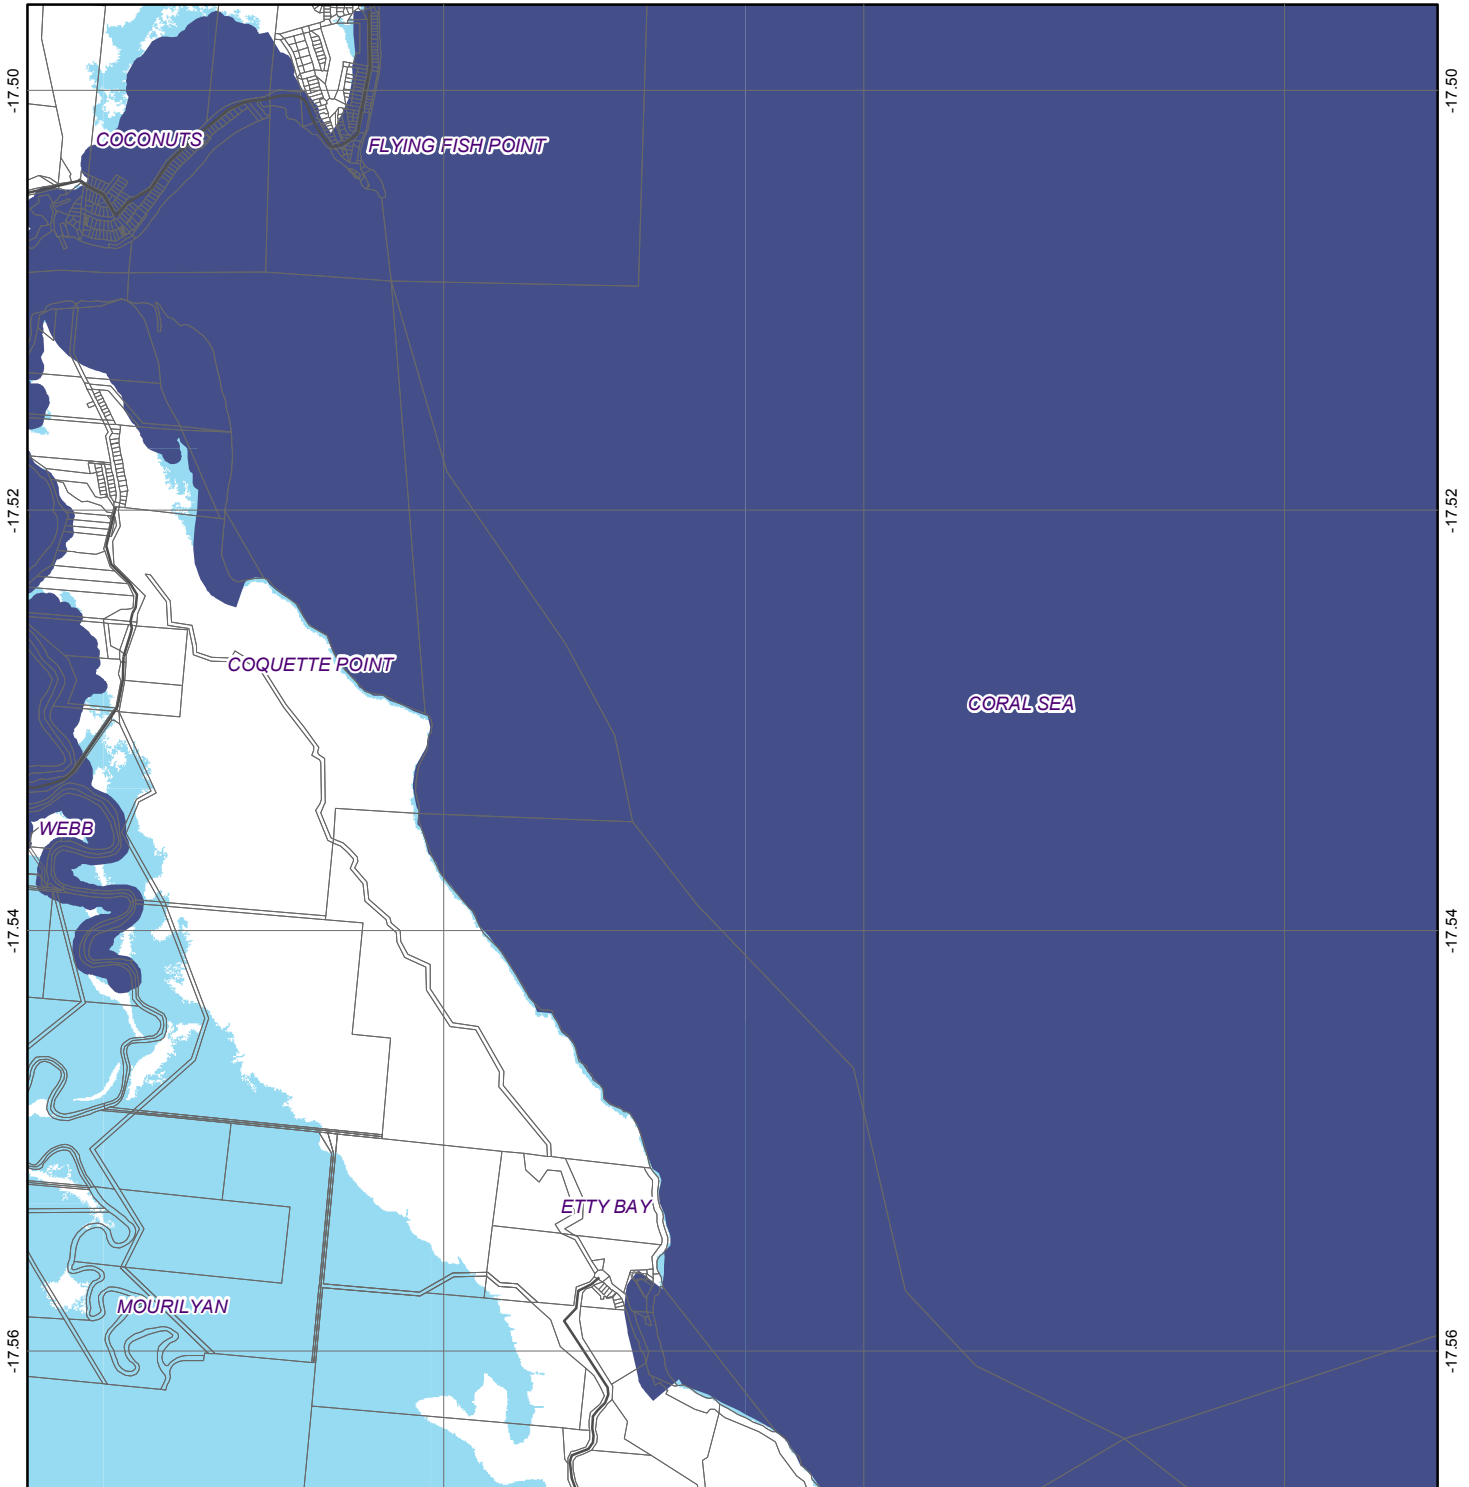 -17.50
-17.50
COCONUTS
FLYING FISH POINT
-17.52
-17.52
COQUETTE POINT
CORAL SEA
WEBB
-17.54
-17.54
ETTY BAY
MOURILYAN
-17.56
-17.56